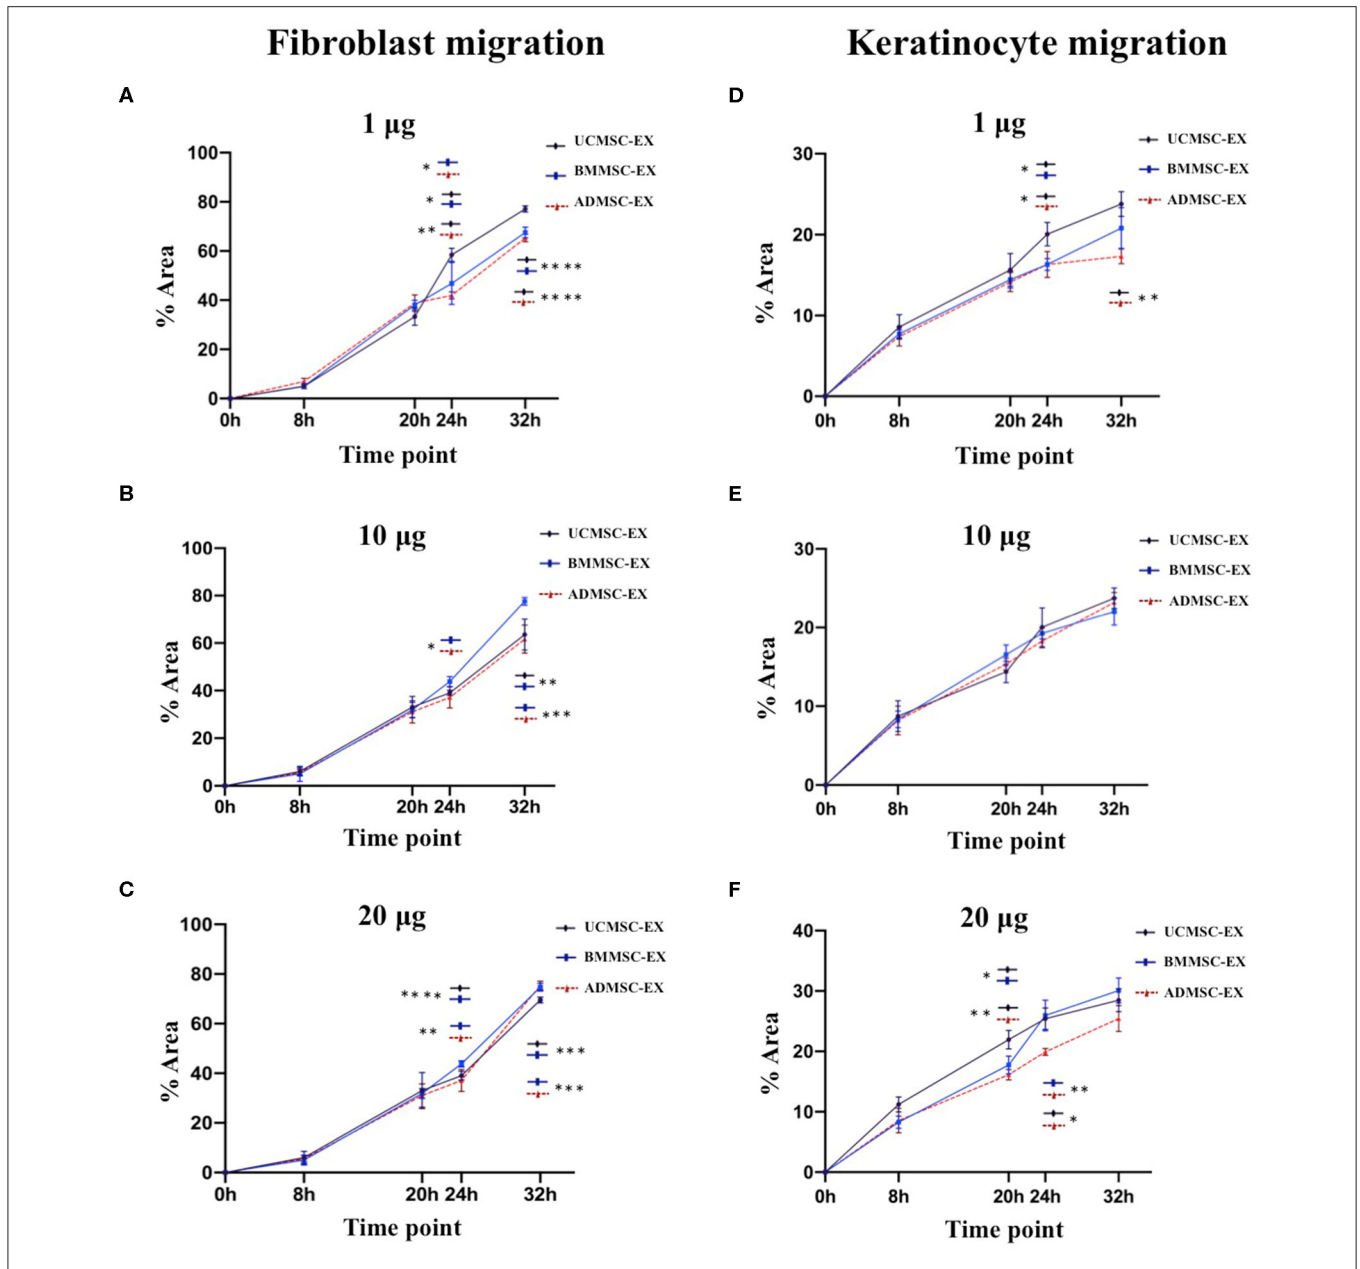 Fibroblast migration
Keratinocyte migration
A
1 μg
UCMSC-EX
BMMSC-EX
ADMSC-EX
% Area
100
80
60
40
20
0
*
*
**
****
****
0h 8h 20h 24h 32h
Time point
D
1 μg
UCMSC-EX
BMMSC-EX
ADMSC-EX
% Area
30
20
10
0
*
*
**
0h 8h 20h 24h 32h
Time point
B
10 μg
UCMSC-EX
BMMSC-EX
ADMSC-EX
% Area
100
80
60
40
20
0
*
**
***
0h 8h 20h 24h 32h
Time point
E
10 μg
UCMSC-EX
BMMSC-EX
ADMSC-EX
% Area
30
20
10
0
0h 8h 20h 24h 32h
Time point
C
20 μg
UCMSC-EX
BMMSC-EX
ADMSC-EX
% Area
100
80
60
40
20
0
****
**
***
***
0h 8h 20h 24h 32h
Time point
F
20 μg
UCMSC-EX
BMMSC-EX
ADMSC-EX
% Area
40
30
20
10
0
*
**
**
*
0h 8h 20h 24h 32h
Time point